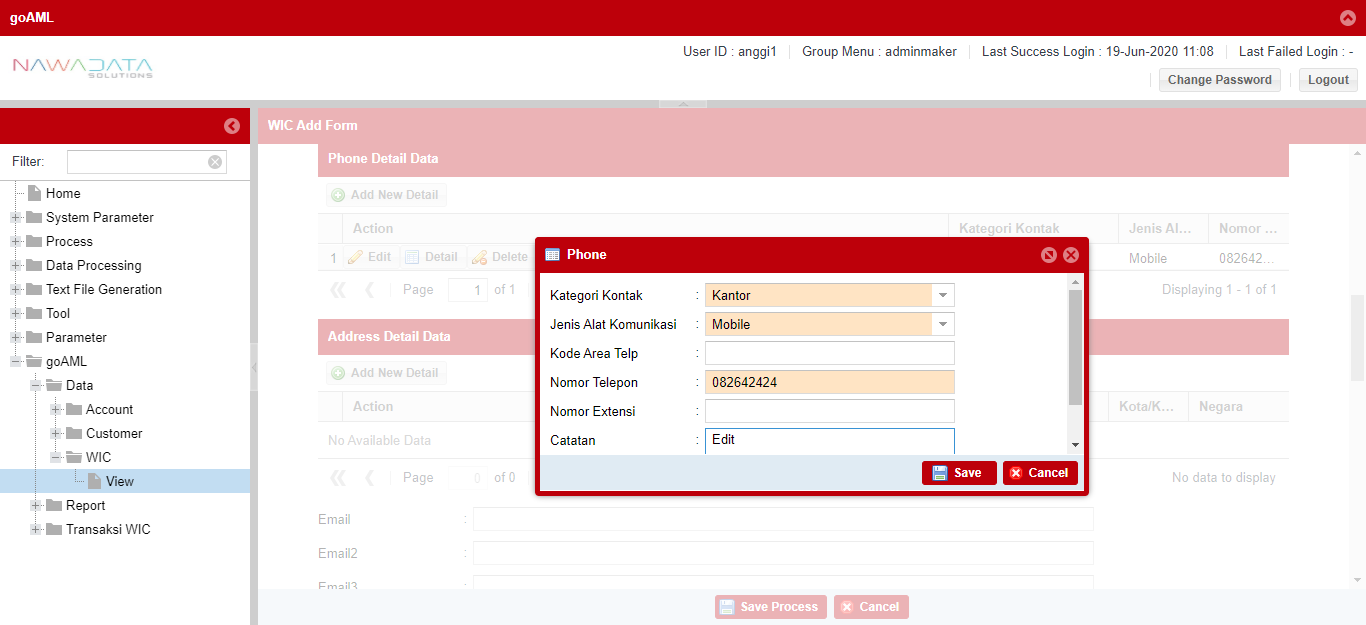 goAML
NAWADATA
SOLUTIONS
User ID : anggi1
Group Menu : adminmaker
Last Success Login : 19-Jun-2020 11:08
Last Failed Login : -
Change Password
Logout
Filter:
Home
System Parameter
Process
Data Processing
Text File Generation
Tool
Parameter
goAML
Data
Account
Customer
WIC
View
Report
Transaksi WIC
WIC Add Form
Phone Detail Data
Add New Detail
Action Kategori Kontak Jenis Al... Nomor ...
1 Edit Detail Delete Mobile 082642...
Page 1 of 1 Displaying 1 - 1 of 1
Address Detail Data
Add New Detail
Action Kota/K... Negara
No Available Data
Page 0 of 0 No data to display
Email :
Email2 :
Email3 :
Save Process Cancel
Phone
Kategori Kontak : Kantor
Jenis Alat Komunikasi : Mobile
Kode Area Telp :
Nomor Telepon : 082642424
Nomor Extensi :
Catatan : Edit
Save Cancel